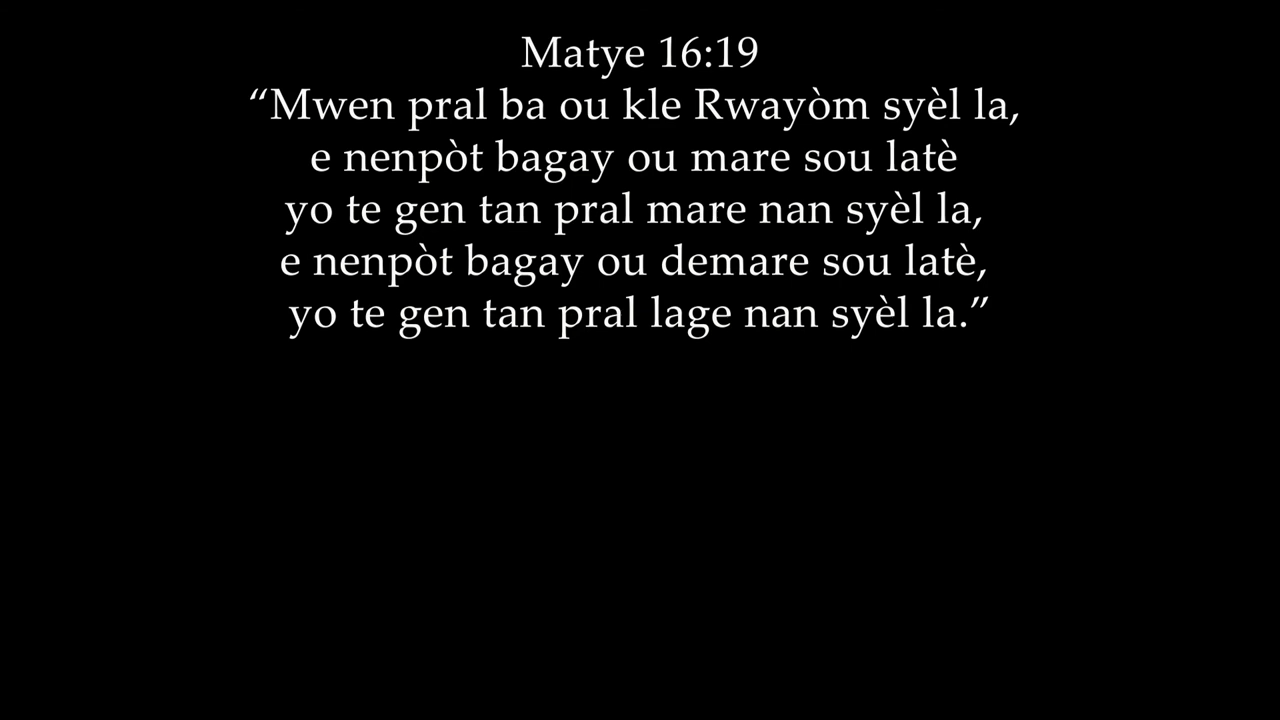 Matye 16:19
“Mwen pral ba ou kle Rwayòm syèl la,
e nenpòt bagay ou mare sou latè
yo te gen tan pral mare nan syèl la,
e nenpòt bagay ou demare sou latè,
yo te gen tan pral lage nan syèl la.”